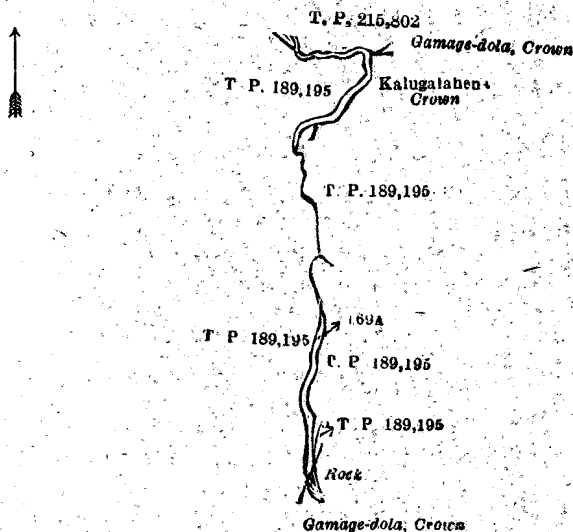 T. P. 215,802
Gamage-dola, Crown
T P. 189,195
Kalugalahena
Crown
T. P. 189,195
169A
T P 189,195
T. P 189,195
T P 189,195
Rock
Gamage-dola, Crown